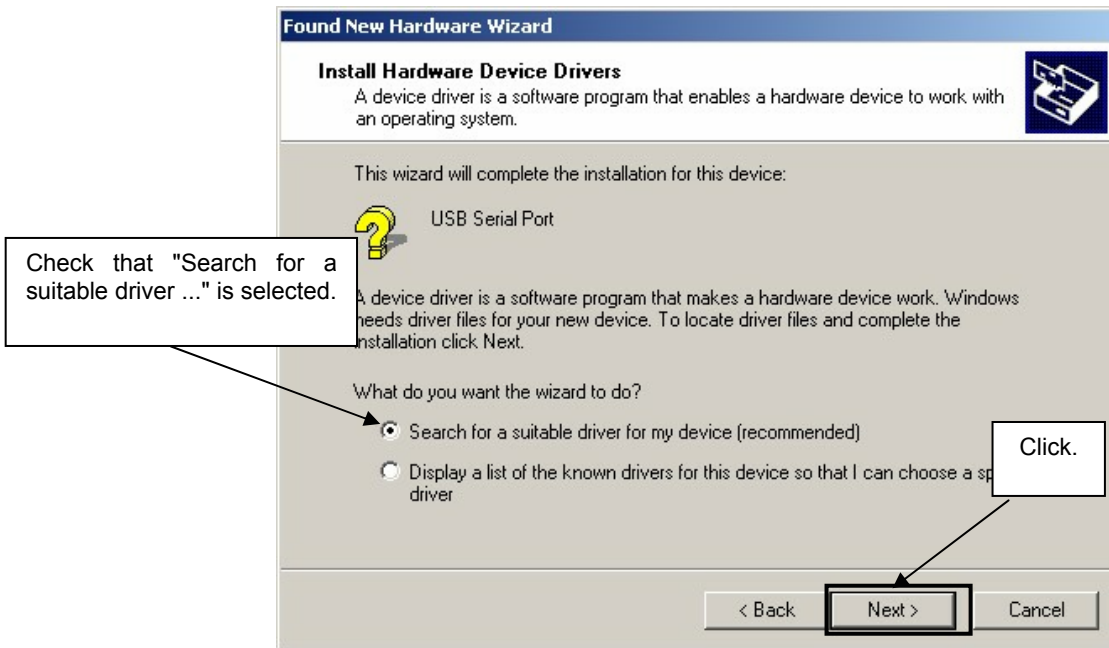 Found New Hardware Wizard
Install Hardware Device Drivers
A device driver is a software program that enables a hardware device to work with
an operating system.
This wizard will complete the installation for this device:
USB Serial Port
Check that "Search for a
suitable driver ..." is selected.
A device driver is a software program that makes a hardware device work. Windows
needs driver files for your new device. To locate driver files and complete the
installation click Next.
What do you want the wizard to do?
Search for a suitable driver for my device (recommended)
Click.
Display a list of the known drivers for this device so that I can choose a
driver
< Back
Next >
Cancel